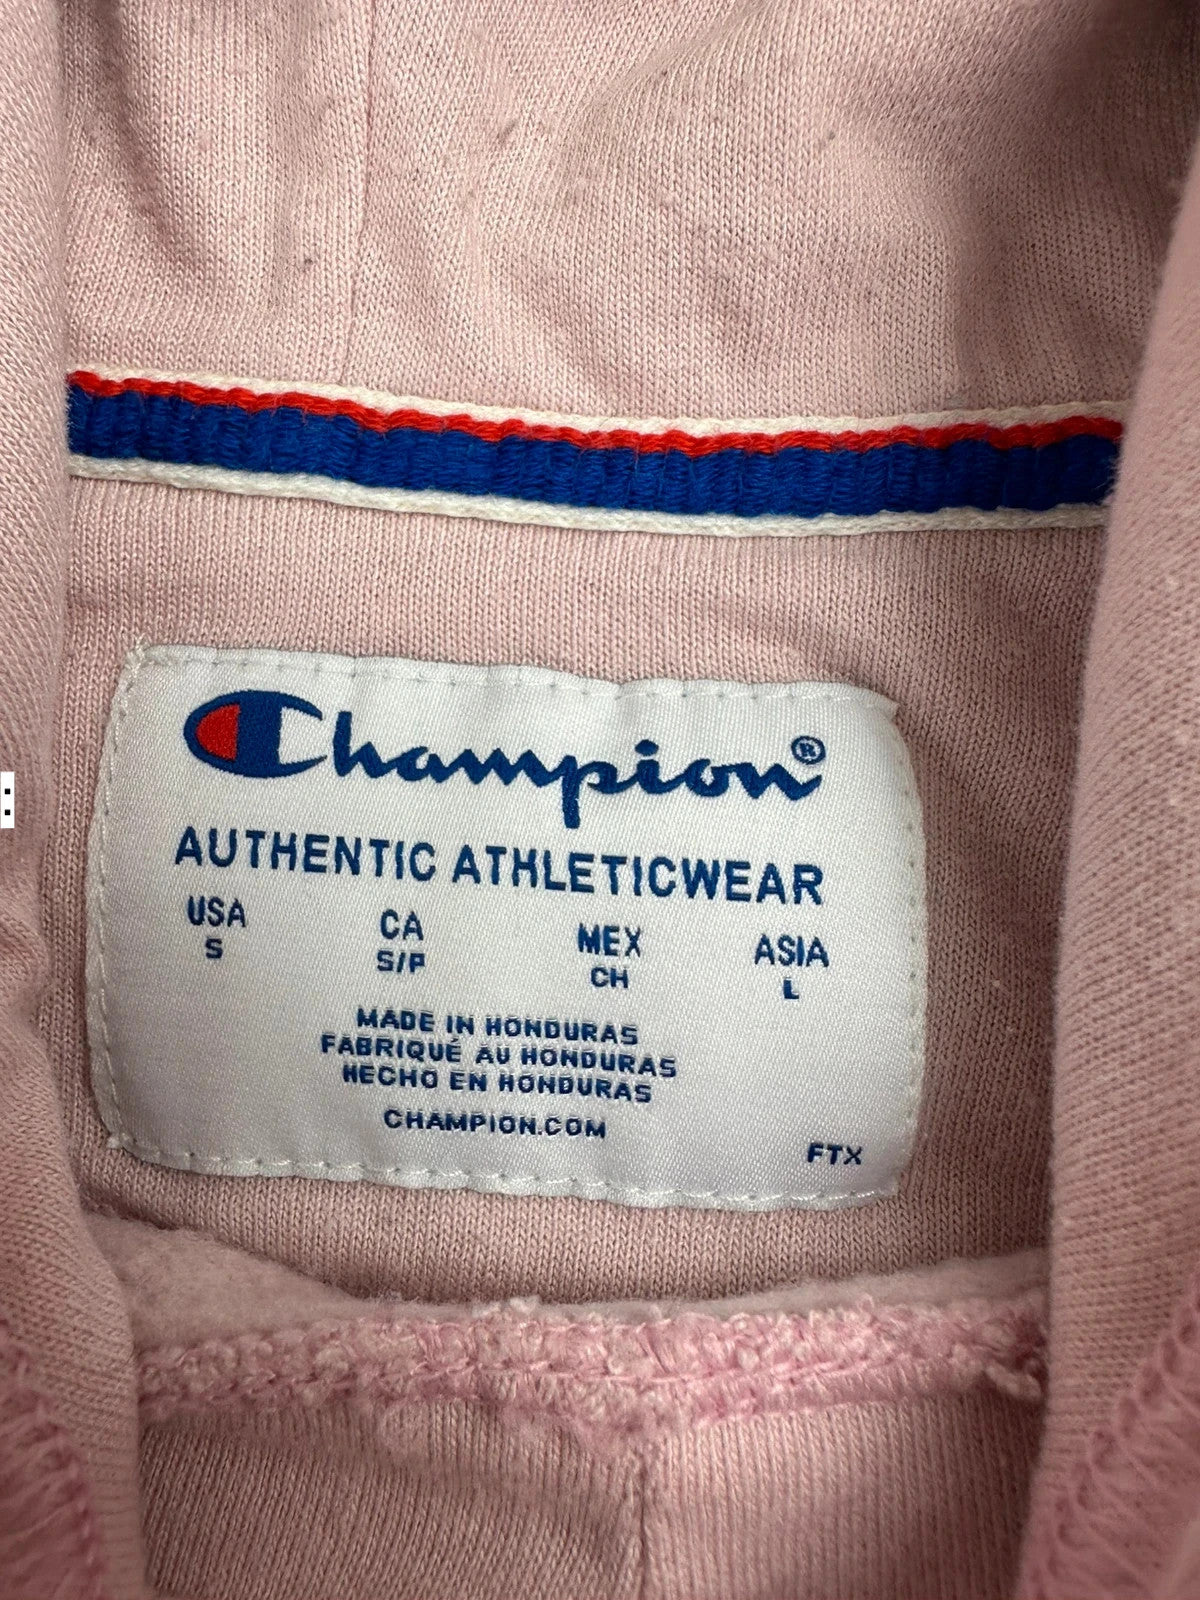 Champion®
AUTHENTIC ATHLETICWEAR
USA CA MEX ASIA
S S/P CH L
MADE IN HONDURAS
FABRIQUÉ AU HONDURAS
HECHO EN HONDURAS
CHAMPION.COM
FTX